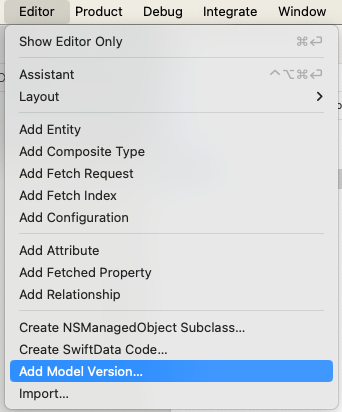 Editor Product Debug Integrate Window
Show Editor Only ⌘↩
Assistant ⌃⌥⌘↩
Layout >
Add Entity
Add Composite Type
Add Fetch Request
Add Fetch Index
Add Configuration
Add Attribute
Add Fetched Property
Add Relationship
Create NSManagedObject Subclass...
Create SwiftData Code...
Add Model Version...
Import...